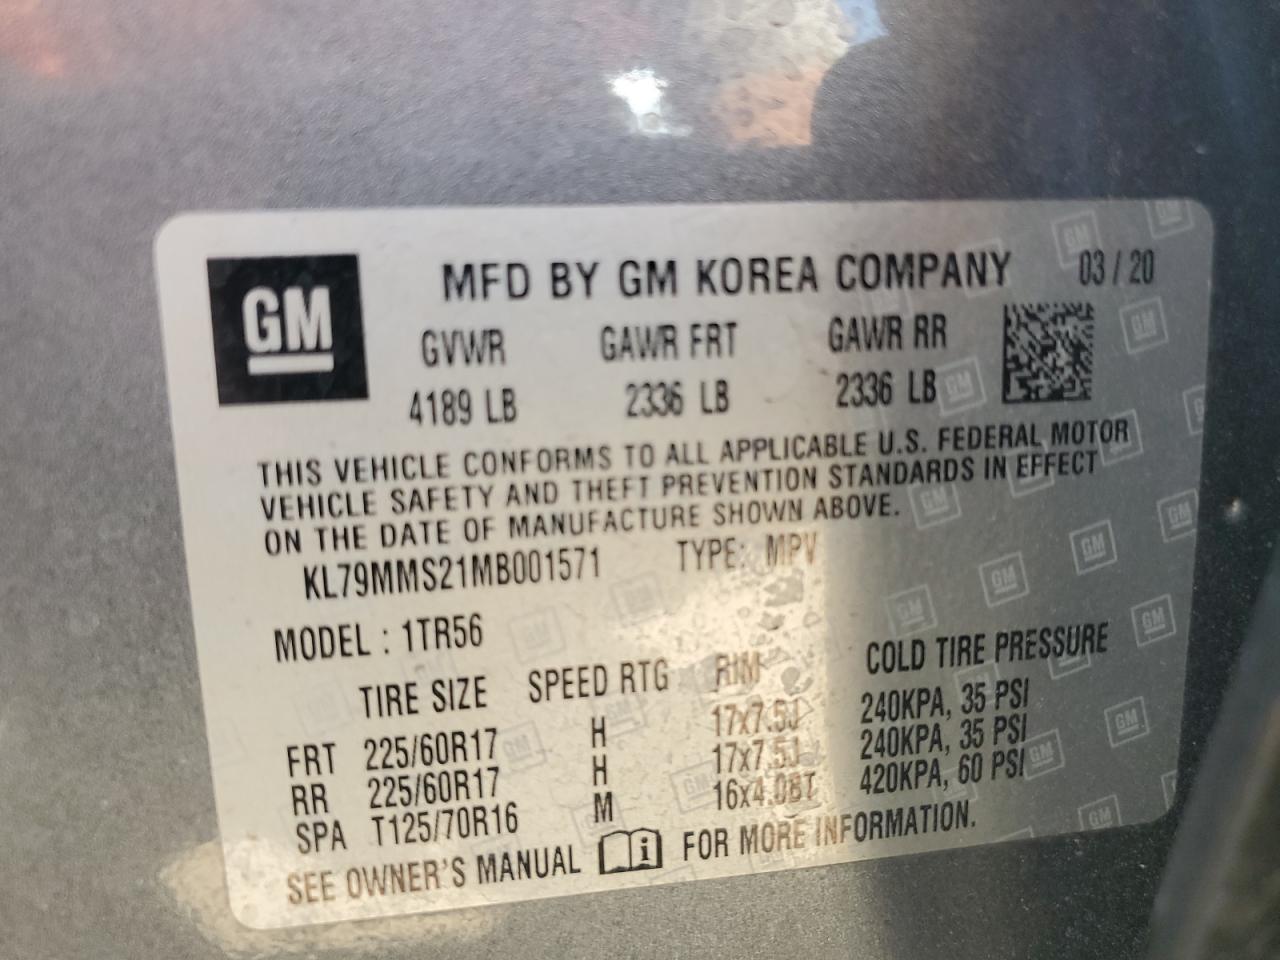 GM
MFD BY GM KOREA COMPANY 03/20
GVWR GAWR FRT GAWR RR
4189 LB 2336 LB 2336 LB
THIS VEHICLE CONFORMS TO ALL APPLICABLE U.S. FEDERAL MOTOR
VEHICLE SAFETY AND THEFT PREVENTION STANDARDS IN EFFECT
ON THE DATE OF MANUFACTURE SHOWN ABOVE.
KL79MMS21MB001571 TYPE: MPV
MODEL : 1TR56
TIRE SIZE SPEED RTG RIM COLD TIRE PRESSURE
FRT 225/60R17 H 17x7.5J 240KPA, 35 PSI
RR 225/60R17 H 17x7.5J 240KPA, 35 PSI
SPA T125/70R16 M 16x4.0BT 420KPA, 60 PSI
SEE OWNER'S MANUAL i FOR MORE INFORMATION.